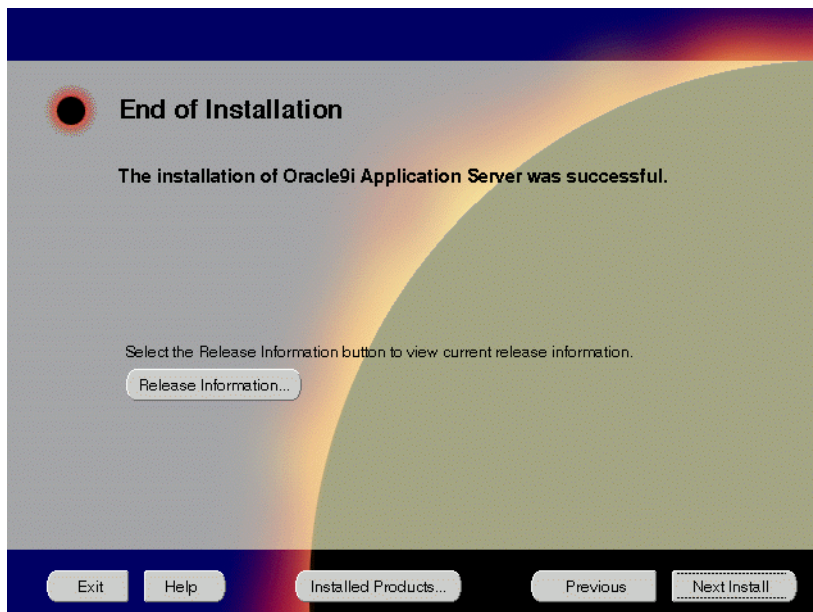 End of Installation
The installation of Oracle9i Application Server was successful.
Select the Release Information button to view current release information.
Release Information...
Exit
Help
Installed Products...
Previous
Next Install